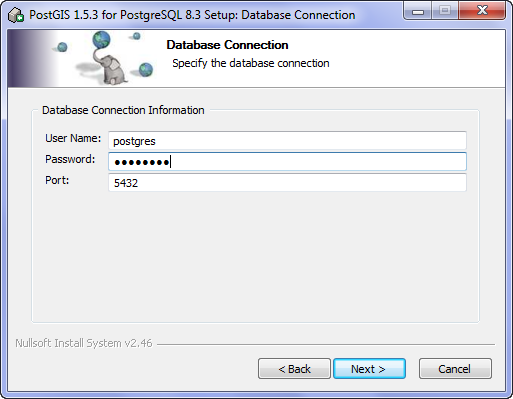 PostGIS 1.5.3 for PostgreSQL 8.3 Setup: Database Connection
Database Connection
Specify the database connection
Database Connection Information
User Name: postgres
Password: ●●●●●●●●
Port: 5432
Nullsoft Install System v2.46
< Back Next > Cancel